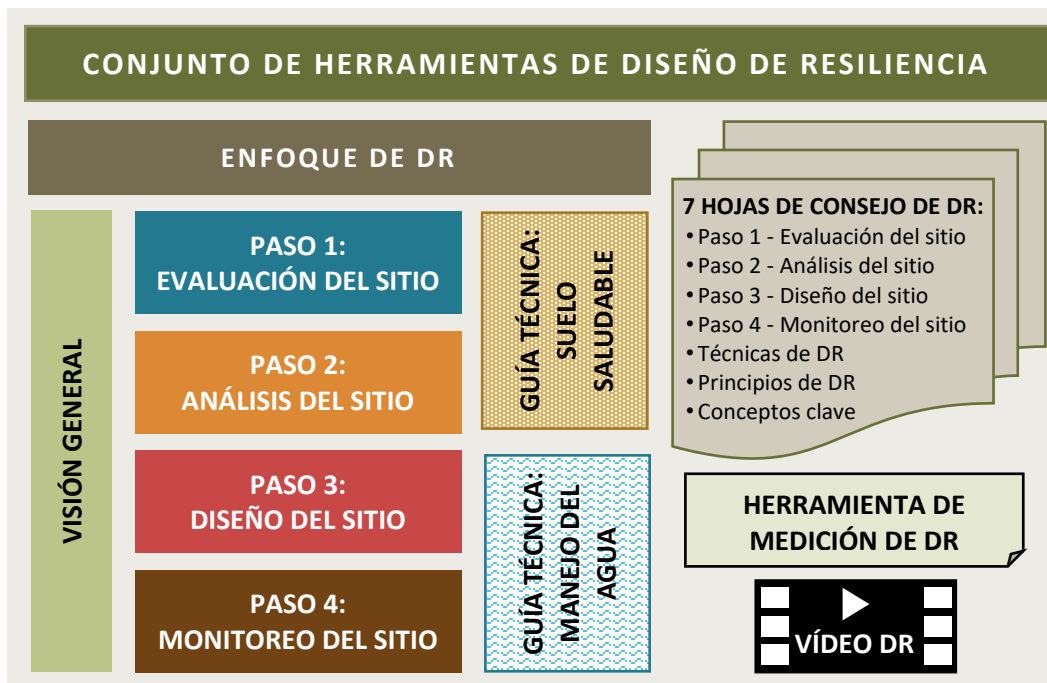 CONJUNTO DE HERRAMIENTAS DE DISEÑO DE RESILIENCIA
ENFOQUE DE DR
VISIÓN GENERAL
PASO 1:
EVALUACIÓN DEL SITIO
PASO 2:
ANÁLISIS DEL SITIO
PASO 3:
DISEÑO DEL SITIO
PASO 4:
MONITOREO DEL SITIO
GUÍA TÉCNICA:
SUELO
SALUDABLE
GUÍA TÉCNICA:
MANEJO DEL
AGUA
7 HOJAS DE CONSEJO DE DR:
• Paso 1 - Evaluación del sitio
• Paso 2 - Análisis del sitio
• Paso 3 - Diseño del sitio
• Paso 4 - Monitoreo del sitio
• Técnicas de DR
• Principios de DR
• Conceptos clave
HERRAMIENTA DE
MEDICIÓN DE DR
VÍDEO DR